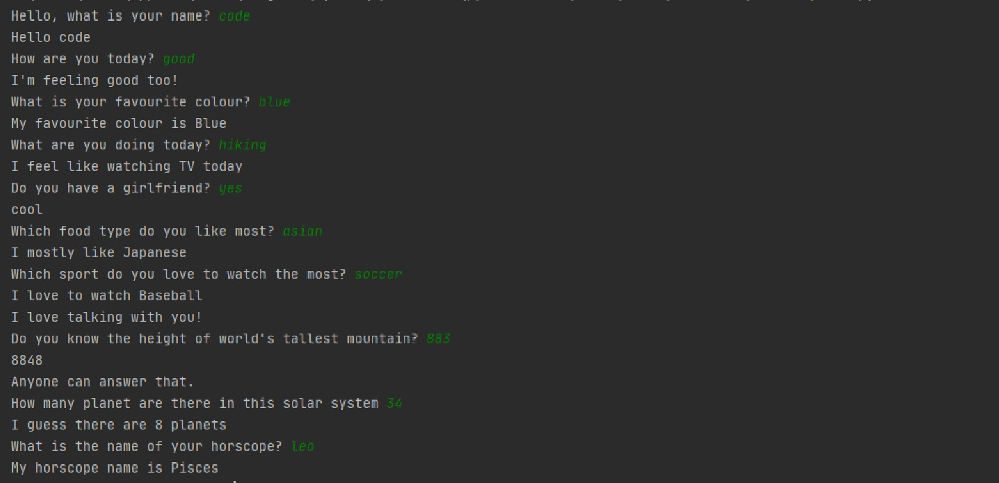 Hello, what is your name? code
Hello code
How are you today? good
I'm feeling good too!
What is your favourite colour? blue
My favourite colour is Blue
What are you doing today? hiking
I feel like watching TV today
Do you have a girlfriend? yes
cool
Which food type do you like most? asian
I mostly like Japanese
Which sport do you love to watch the most? soccer
I love to watch Baseball
I love talking with you!
Do you know the height of world's tallest mountain? 883
8848
Anyone can answer that.
How many planet are there in this solar system 34
I guess there are 8 planets
What is the name of your horscope? leo
My horscope name is Pisces